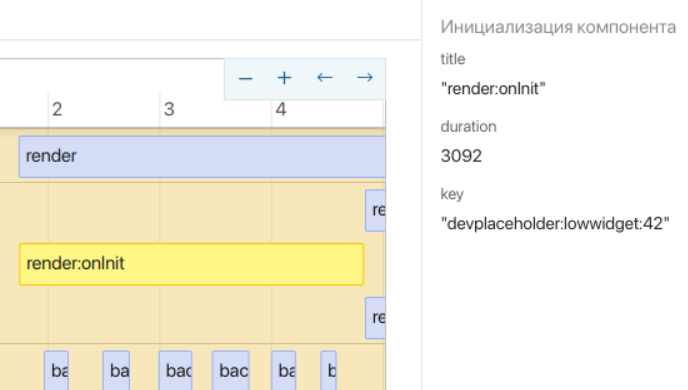 Инициализация компонента
title
"render:onInit"
duration
3092
key
"devplaceholder:lowwidget:42"
− + ← →
2 3 4
render
re
render:onInit
re
ba ba bac bac ba b